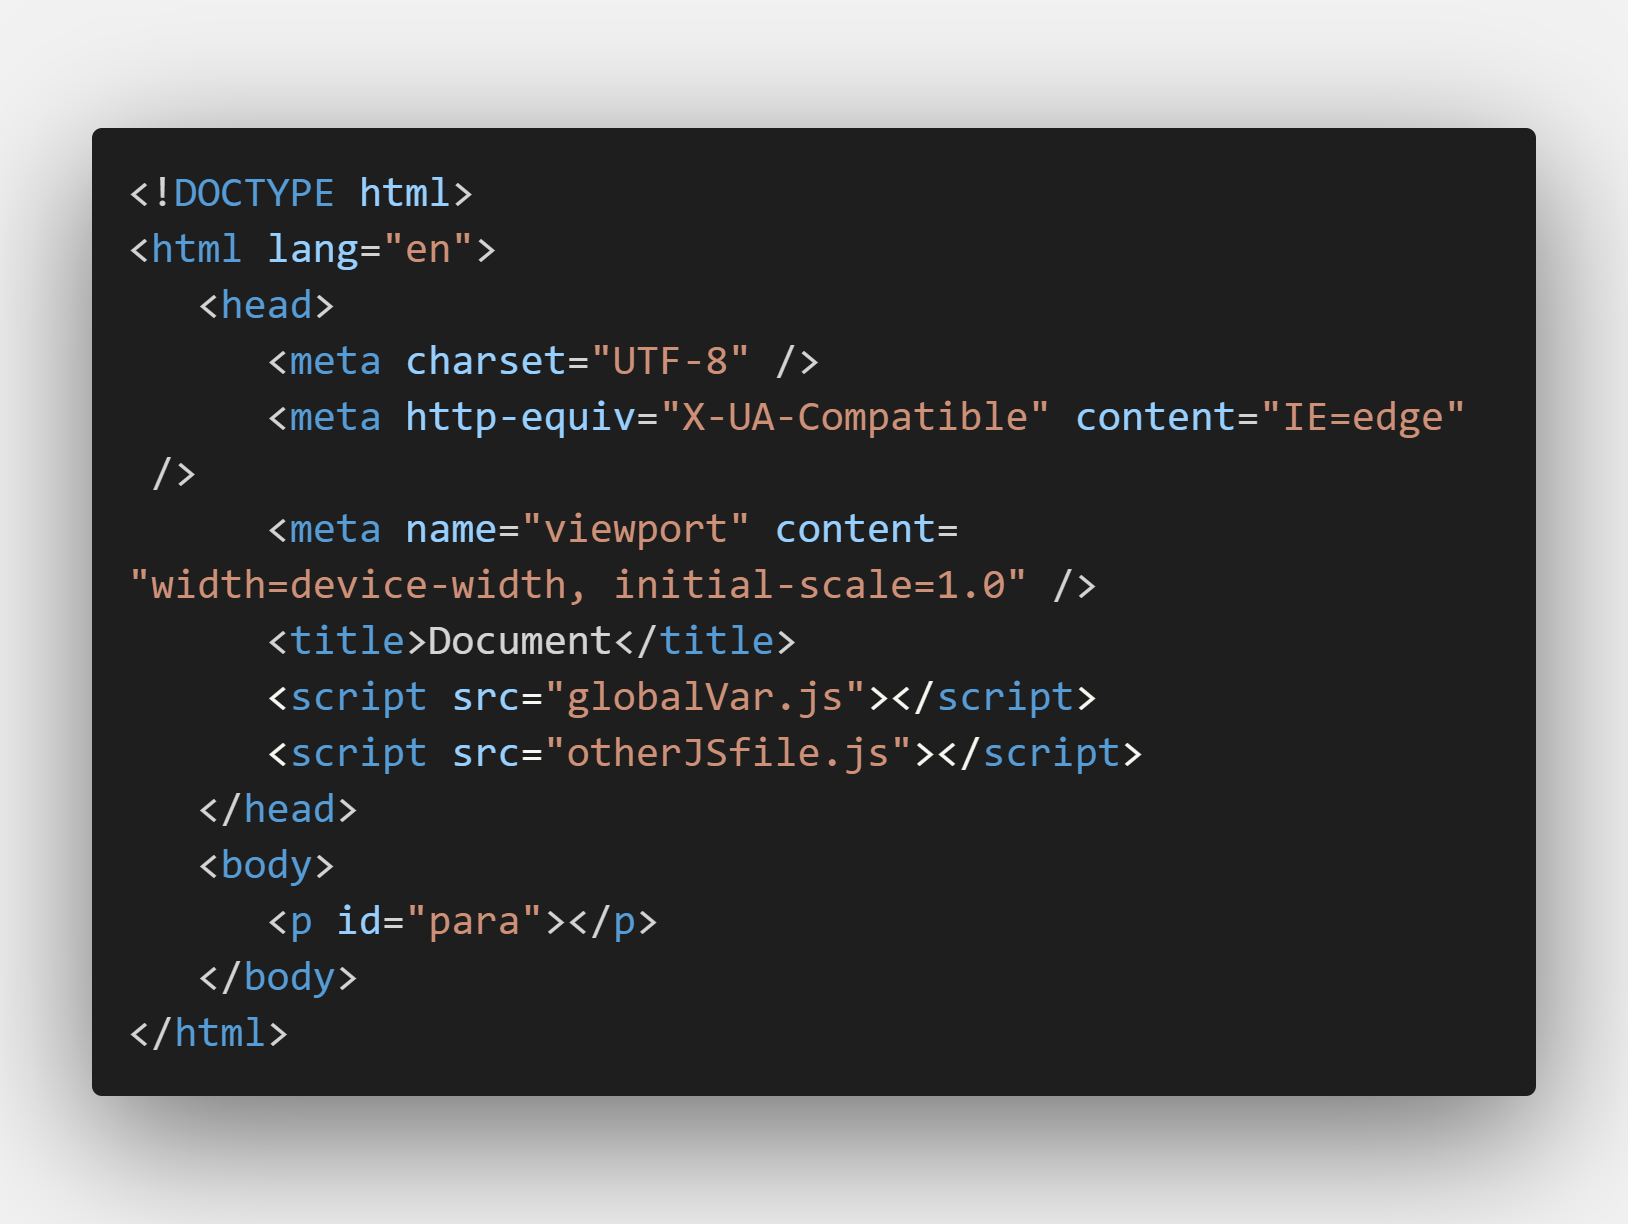 <!DOCTYPE html>
<html lang="en">
   <head>
      <meta charset="UTF-8" />
      <meta http-equiv="X-UA-Compatible" content="IE=edge"
 />
      <meta name="viewport" content=
"width=device-width, initial-scale=1.0" />
      <title>Document</title>
      <script src="globalVar.js"></script>
      <script src="otherJSfile.js"></script>
   </head>
   <body>
      <p id="para"></p>
   </body>
</html>